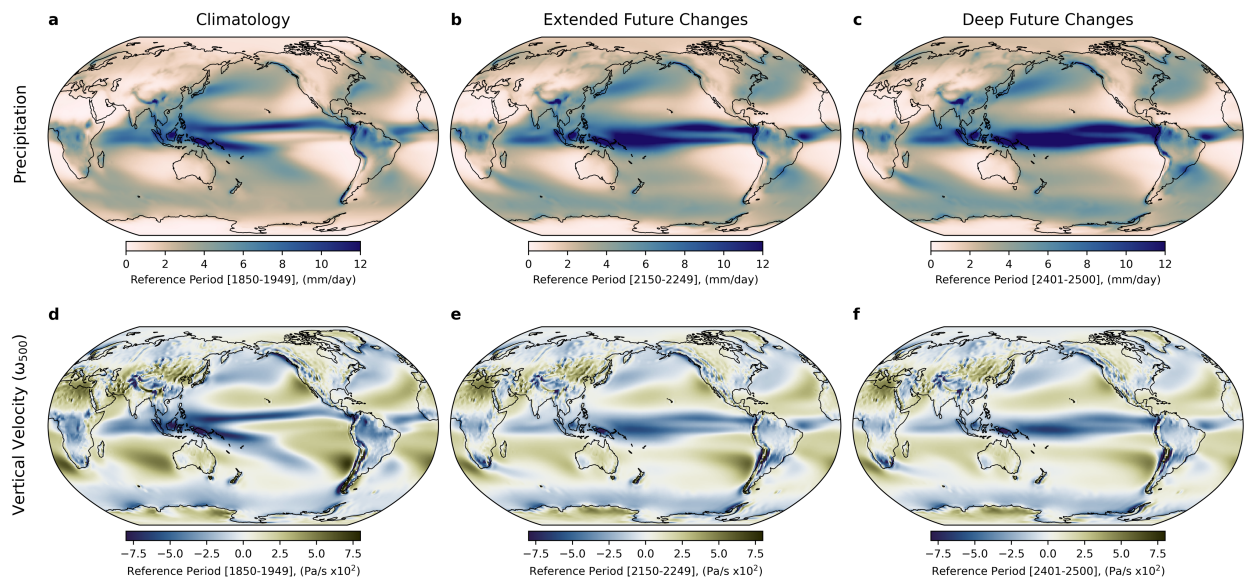 a Climatology
b Extended Future Changes
c Deep Future Changes
Precipitation
0 2 4 6 8 10 12
Reference Period [1850-1949], (mm/day)
0 2 4 6 8 10 12
Reference Period [2150-2249], (mm/day)
0 2 4 6 8 10 12
Reference Period [2401-2500], (mm/day)
d
e
f
Vertical Velocity (ω₅₀₀)
−7.5 −5.0 −2.5 0.0 2.5 5.0 7.5
Reference Period [1850-1949], (Pa/s x10²)
−7.5 −5.0 −2.5 0.0 2.5 5.0 7.5
Reference Period [2150-2249], (Pa/s x10²)
−7.5 −5.0 −2.5 0.0 2.5 5.0 7.5
Reference Period [2401-2500], (Pa/s x10²)